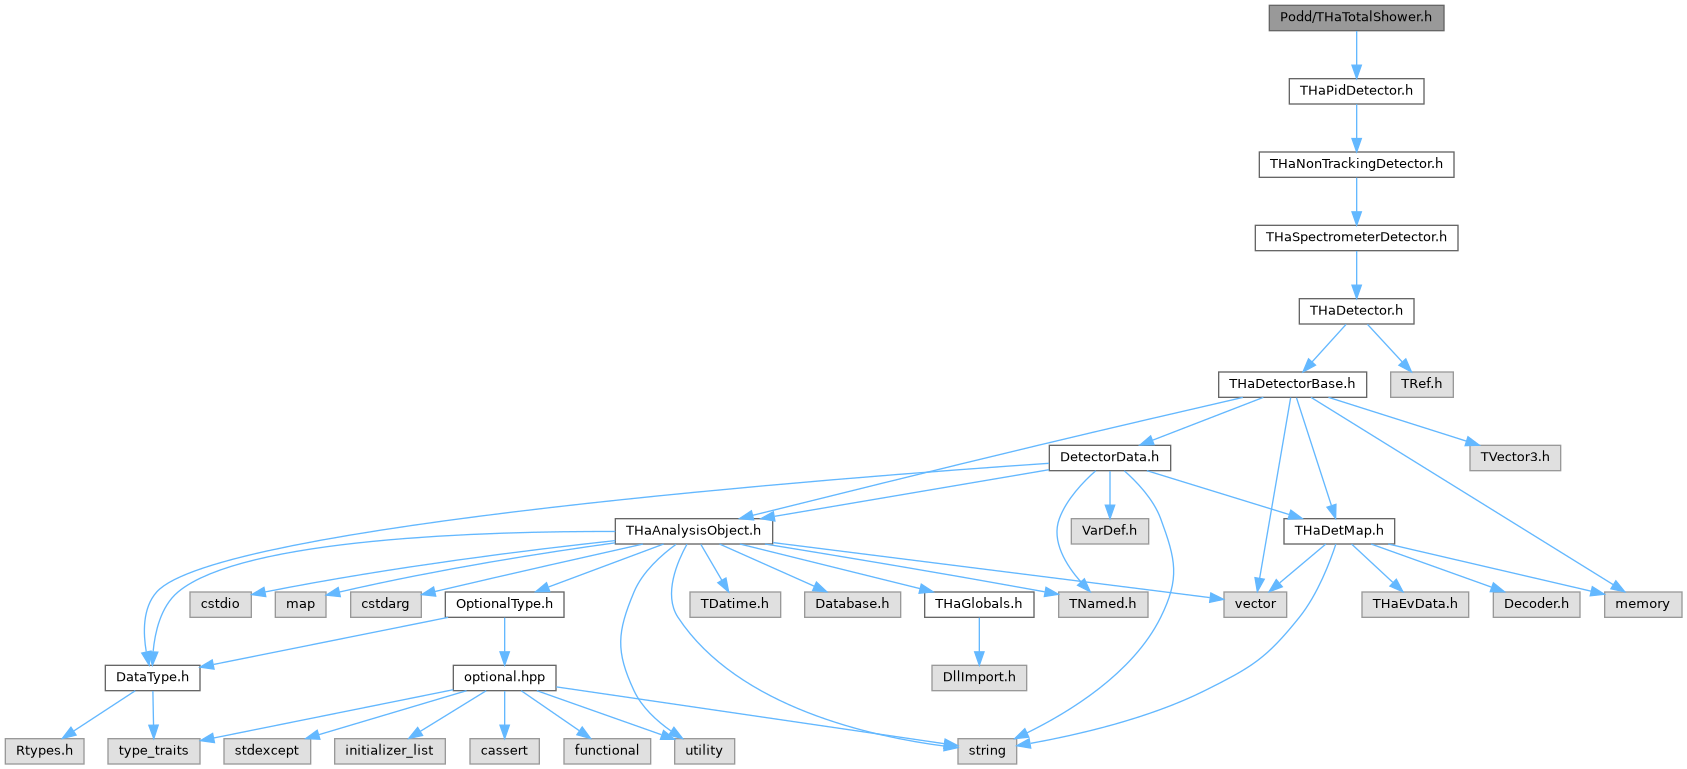 Podd/THaTotalShower.h
THaPidDetector.h
THaNonTrackingDetector.h
THaSpectrometerDetector.h
THaDetector.h
THaDetectorBase.h
TRef.h
DetectorData.h
TVector3.h
THaAnalysisObject.h
VarDef.h
THaDetMap.h
cstdio
map
cstdarg
OptionalType.h
TDatime.h
Database.h
THaGlobals.h
TNamed.h
vector
THaEvData.h
Decoder.h
memory
DataType.h
optional.hpp
DllImport.h
Rtypes.h
type_traits
stdexcept
initializer_list
cassert
functional
utility
string